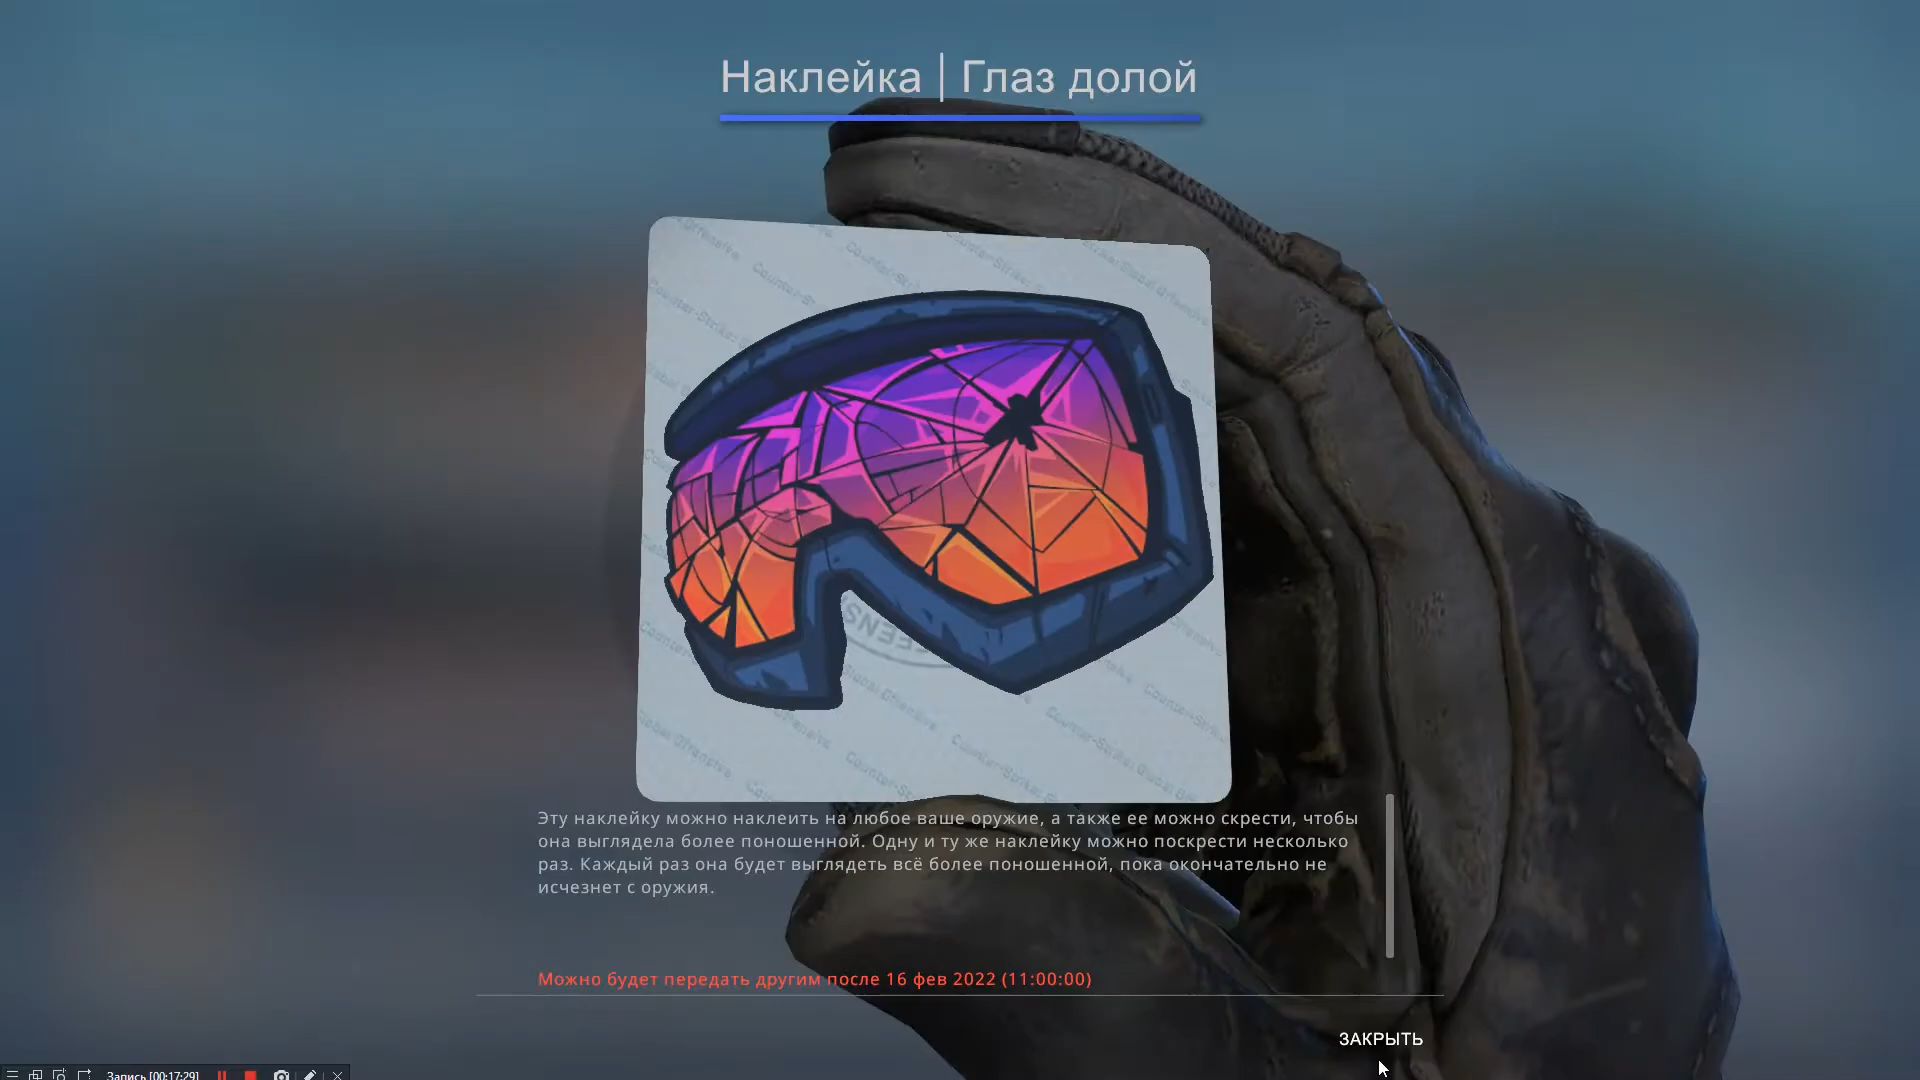 Наклейка | Глаз долой
Эту наклейку можно наклеить на любое ваше оружие, а также ее можно скрести, чтобы
она выглядела более поношенной. Одну и ту же наклейку можно поскрести несколько
раз. Каждый раз она будет выглядеть всё более поношенной, пока окончательно не
исчезнет с оружия.
Можно будет передать другим после 16 фев 2022 (11:00:00)
ЗАКРЫТЬ
Запись [00:17:29]